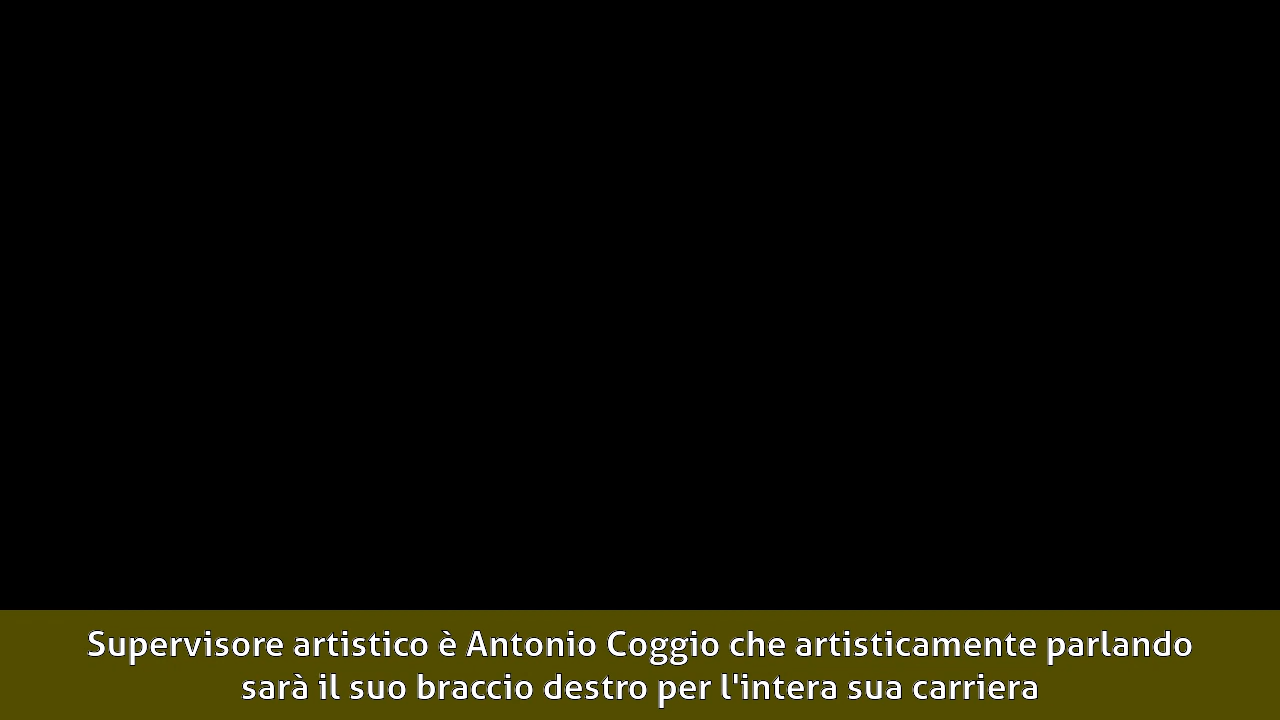 Supervisore artistico è Antonio Coggio che artisticamente parlando
sarà il suo braccio destro per l'intera sua carriera